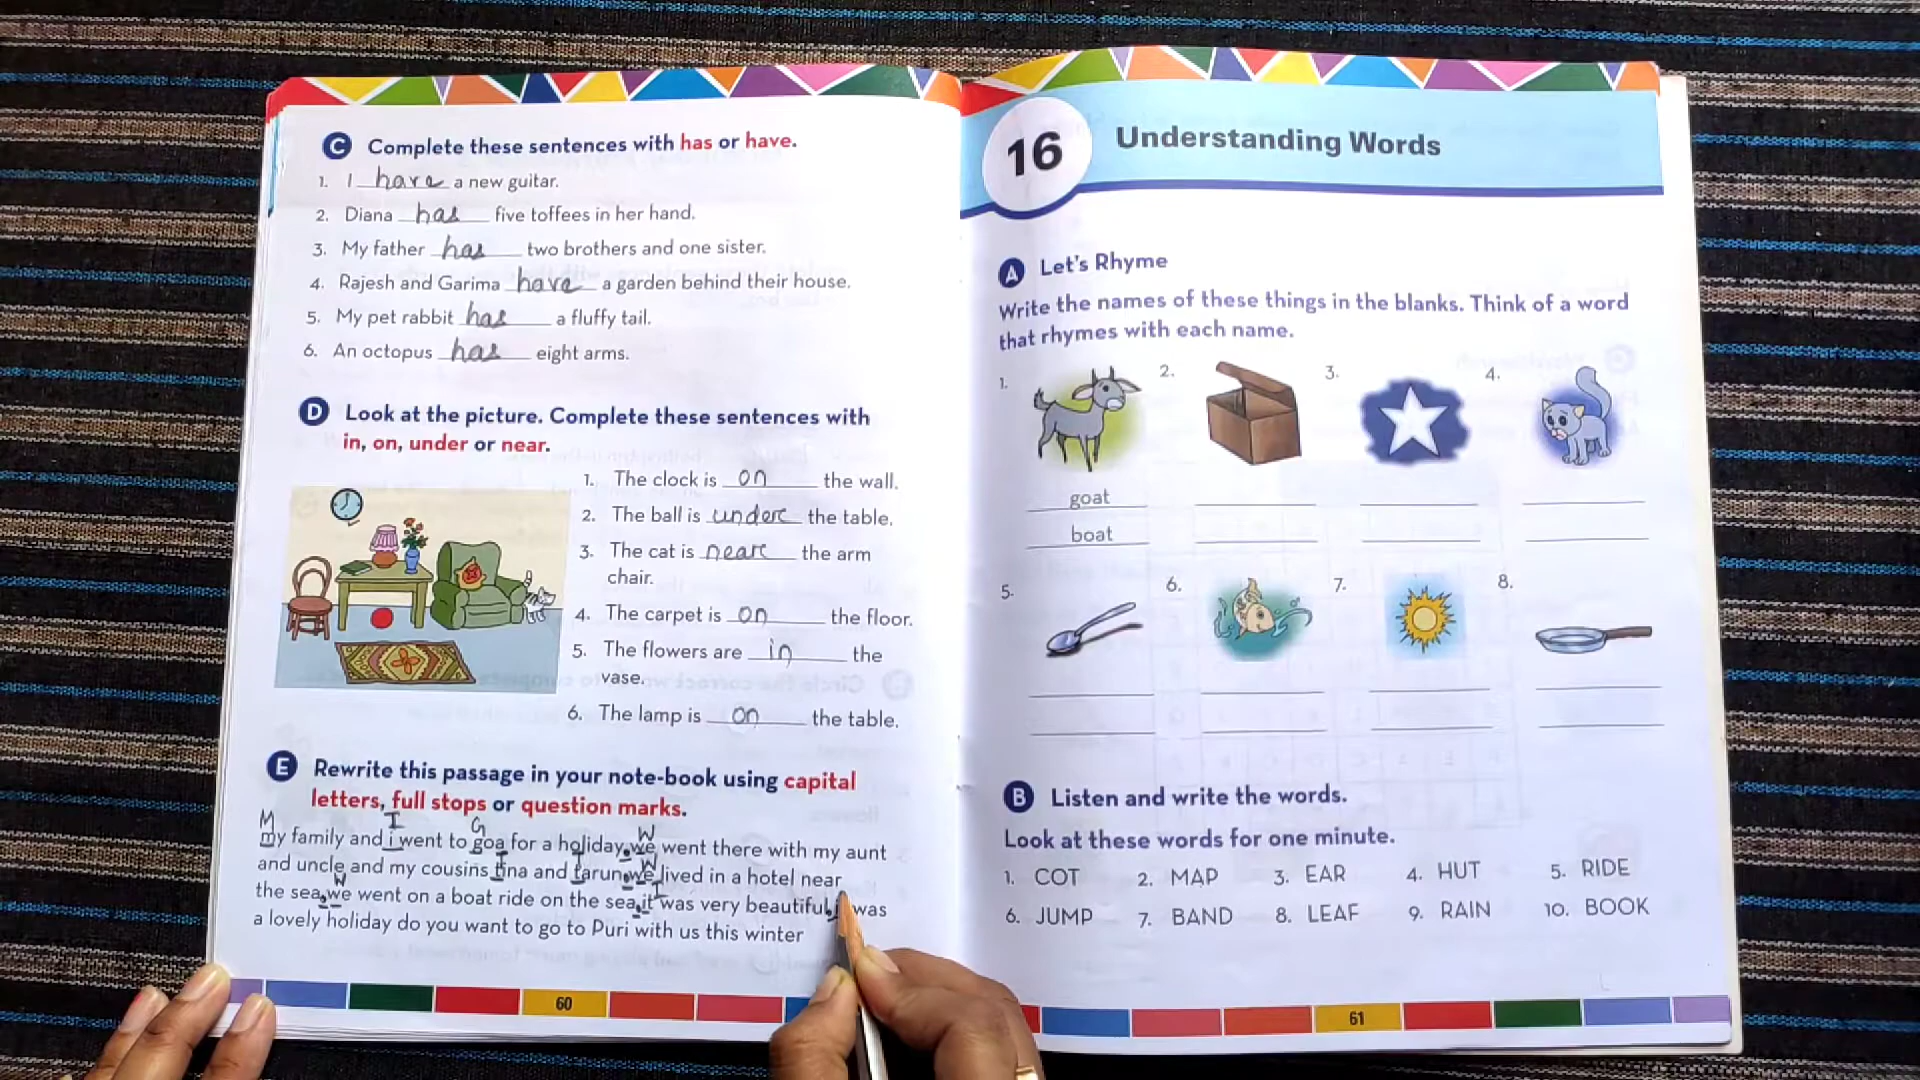 C Complete these sentences with has or have.
1. I have a new guitar.
2. Diana has five toffees in her hand.
3. My father has two brothers and one sister.
4. Rajesh and Garima have a garden behind their house.
5. My pet rabbit has a fluffy tail.
6. An octopus has eight arms.
D Look at the picture. Complete these sentences with
in, on, under or near.
1. The clock is on the wall.
2. The ball is under the table.
3. The cat is near the arm
chair.
4. The carpet is on the floor.
5. The flowers are in the
vase.
6. The lamp is on the table.
E Rewrite this passage in your note-book using capital
letters, full stops or question marks.
M I G W
my family and i went to goa for a holiday.we went there with my aunt
T T W
and uncle and my cousins tina and tarun.we lived in a hotel near
W I
the sea.we went on a boat ride on the sea.it was very beautiful. was
a lovely holiday do you want to go to Puri with us this winter
60
16 Understanding Words
A Let's Rhyme
Write the names of these things in the blanks. Think of a word
that rhymes with each name.
1. 2. 3. 4.
goat
boat
5. 6. 7. 8.
B Listen and write the words.
Look at these words for one minute.
1. COT 2. MAP 3. EAR 4. HUT 5. RIDE
6. JUMP 7. BAND 8. LEAF 9. RAIN 10. BOOK
61